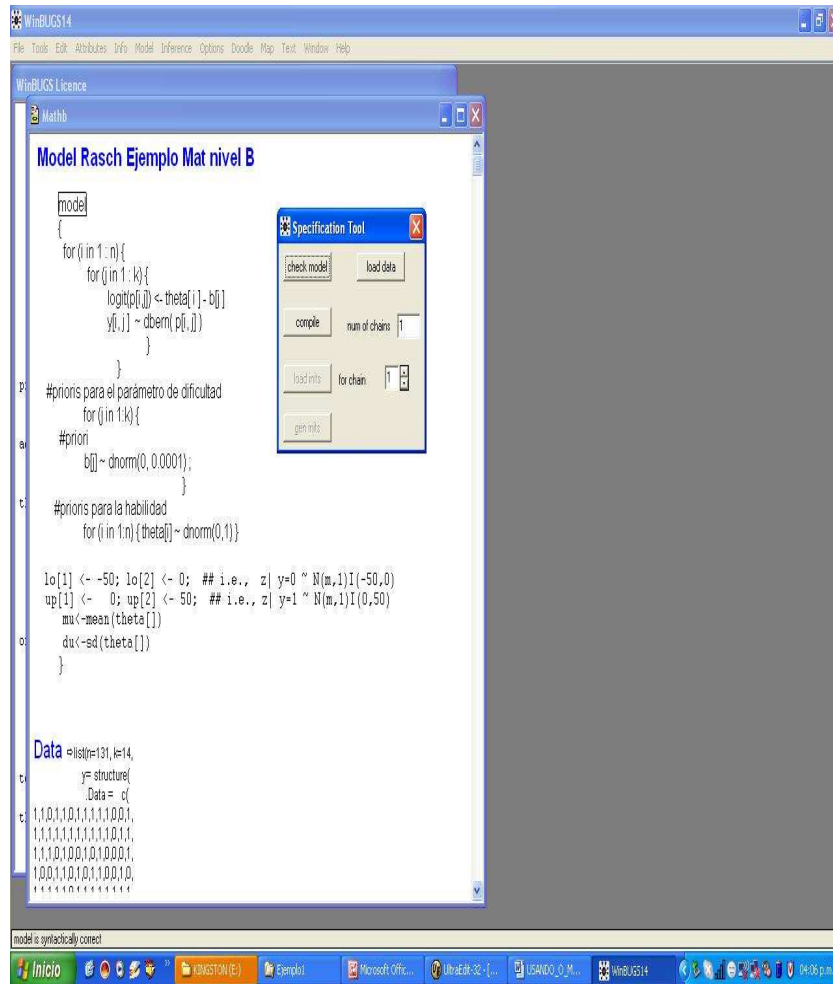 WinBUGS14
File Tools Edit Attributes Info Model Inference Options Doodle Map Text Window Help
WinBUGS Licence
Mathb
Model Rasch Ejemplo Mat nivel B
model
{
for (i in 1 : n) {
for (j in 1 : k) {
logit(p[i,j]) <- theta[ i ] - b[j ]
y[i, j ] ~ dbern( p[i, j] )
}
}
#prioris para el parámetro de dificultad
for (j in 1:k) {
#priori
b[j] ~ dnorm(0, 0.0001) ;
}
#prioris para la habilidad
for (i in 1:n) { theta[i] ~ dnorm(0,1) }
lo[1] <- -50; lo[2] <- 0; ## i.e., z| y=0 ~ N(m,1)I(-50,0)
up[1] <- 0; up[2] <- 50; ## i.e., z| y=1 ~ N(m,1)I(0,50)
mu<-mean(theta[])
du<-sd(theta[])
}
Data ⇨list(n=131, k=14,
y= structure(
.Data = c(
1,1,0,1,1,0,1,1,1,1,1,0,0,1,
1,1,1,1,1,1,1,1,1,1,1,0,1,1,
1,1,1,0,1,0,0,1,0,1,0,0,0,1,
1,0,0,1,1,0,1,0,1,1,0,0,1,0,
Specification Tool
check model load data
compile num of chains 1
load inits for chain 1
gen inits
model is syntactically correct
Inicio KINGSTON (E:) Ejemplo1 Microsoft Offic... UltraEdit-32 - [... USANDO_O_M... WinBUGS14 04:06 p.m.